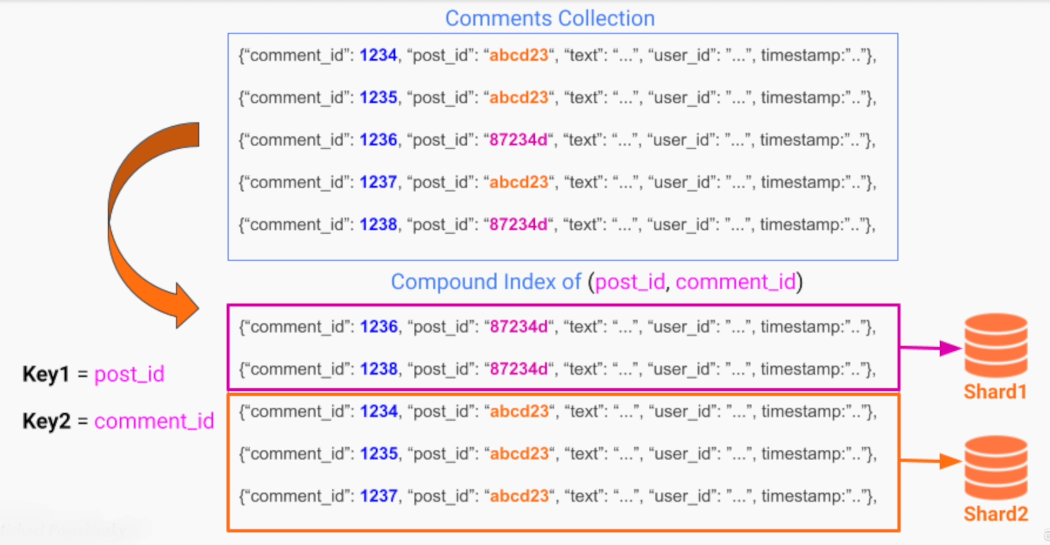 Comments Collection
{“comment_id”: 1234, “post_id”: “abcd23“, “text”: “...”, “user_id”: ”...”, timestamp:”..”},
{“comment_id”: 1235, “post_id”: “abcd23“, “text”: “...”, “user_id”: ”...”, timestamp:”..”},
{“comment_id”: 1236, “post_id”: “87234d“, “text”: “...”, “user_id”: ”...”, timestamp:”..”},
{“comment_id”: 1237, “post_id”: “abcd23“, “text”: “...”, “user_id”: ”...”, timestamp:”..”},
{“comment_id”: 1238, “post_id”: “87234d“, “text”: “...”, “user_id”: ”...”, timestamp:”..”},
Compound Index of (post_id, comment_id)
{“comment_id”: 1236, “post_id”: “87234d“, “text”: “...”, “user_id”: ”...”, timestamp:”..”},
{“comment_id”: 1238, “post_id”: “87234d“, “text”: “...”, “user_id”: ”...”, timestamp:”..”},
Shard1
Key1 = post_id
Key2 = comment_id
{“comment_id”: 1234, “post_id”: “abcd23“, “text”: “...”, “user_id”: ”...”, timestamp:”..”},
{“comment_id”: 1235, “post_id”: “abcd23“, “text”: “...”, “user_id”: ”...”, timestamp:”..”},
{“comment_id”: 1237, “post_id”: “abcd23“, “text”: “...”, “user_id”: ”...”, timestamp:”..”},
Shard2